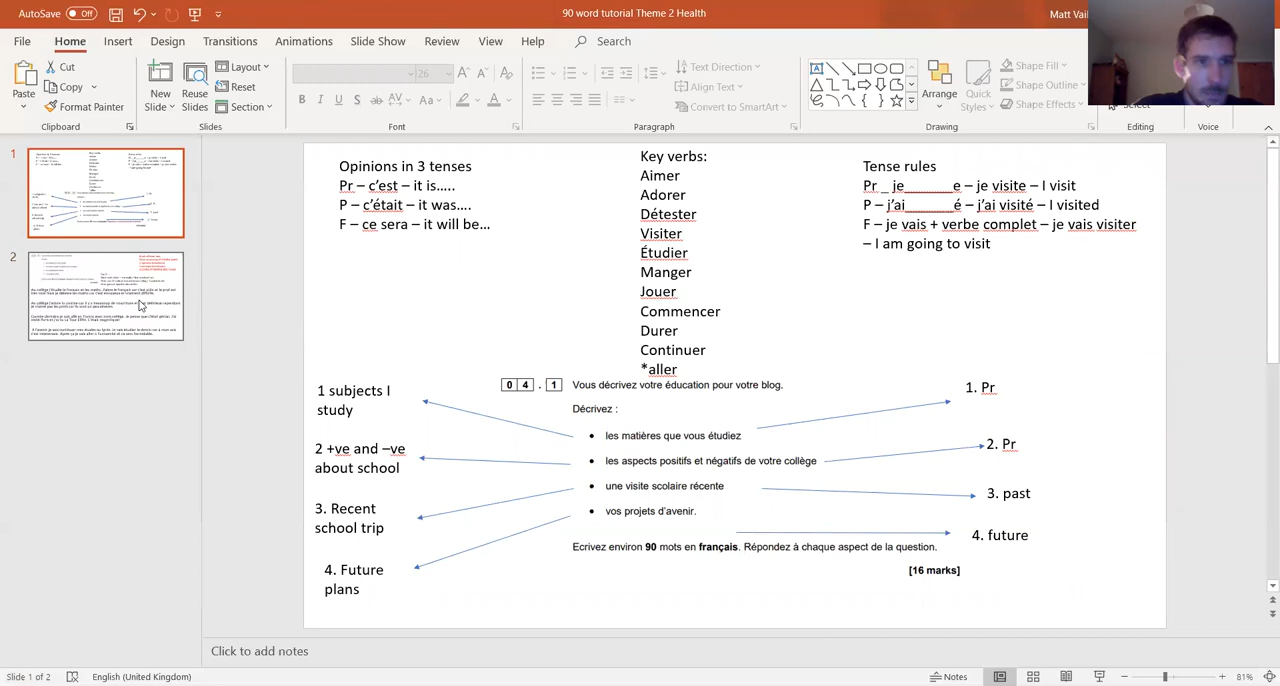 AutoSave Off
90 word tutorial Theme 2 Health
Matt Vail
File Home Insert Design Transitions Animations Slide Show Review View Help Search
Paste
Cut
Copy
Format Painter
Clipboard
New Slide
Reuse Slides
Layout
Reset
Section
Slides
26
Font
Text Direction
Align Text
Convert to SmartArt
Paragraph
Arrange
Quick Styles
Shape Fill
Shape Outline
Shape Effects
Drawing
Select
Editing
Voice
1
2
Opinions in 3 tenses
Pr – c'est – it is.....
P – c'était – it was...
F – ce sera – it will be...
Key verbs:
Aimer
Adorer
Détester
Visiter
Étudier
Manger
Jouer
Commencer
Durer
Continuer
*aller
Tense rules
Pr _ je________e – je visite – I visit
P – j'ai________é – j'ai visité – I visited
F – je vais + verbe complet – je vais visiter
– I am going to visit
1 subjects I
study
2 +ve and –ve
about school
3. Recent
school trip
4. Future
plans
0 4 . 1 Vous décrivez votre éducation pour votre blog.
Décrivez :
• les matières que vous étudiez
• les aspects positifs et négatifs de votre collège
• une visite scolaire récente
• vos projets d'avenir.
Ecrivez environ 90 mots en français. Répondez à chaque aspect de la question.
[16 marks]
1. Pr
2. Pr
3. past
4. future
Click to add notes
Slide 1 of 2 English (United Kingdom) Notes 81%